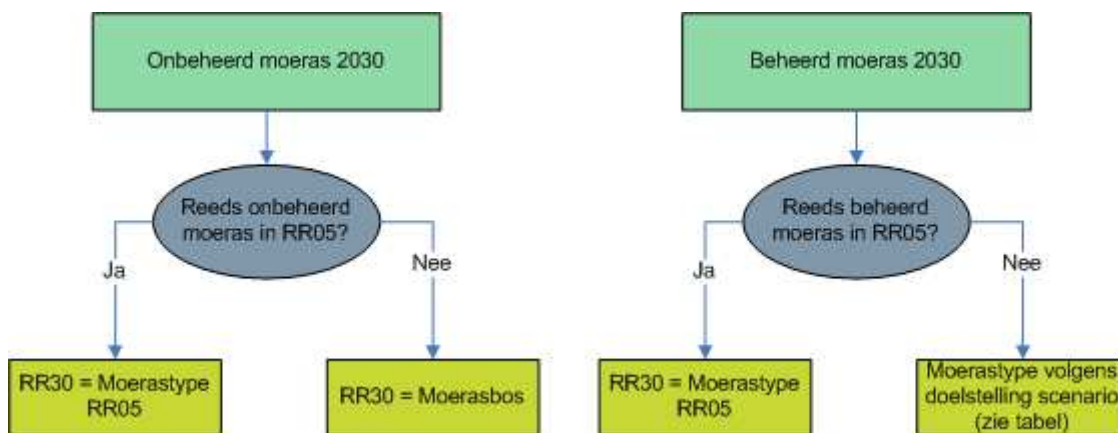 Onbeheerd moeras 2030
Reeds onbeheerd
moeras in RR05?
Ja
Nee
RR30 = Moerastype
RR05
RR30 = Moerasbos
Beheerd moeras 2030
Reeds beheerd
moeras in RR05?
Ja
Nee
RR30 = Moerastype
RR05
Moerastype volgens
doelstelling scenario
(zie tabel)